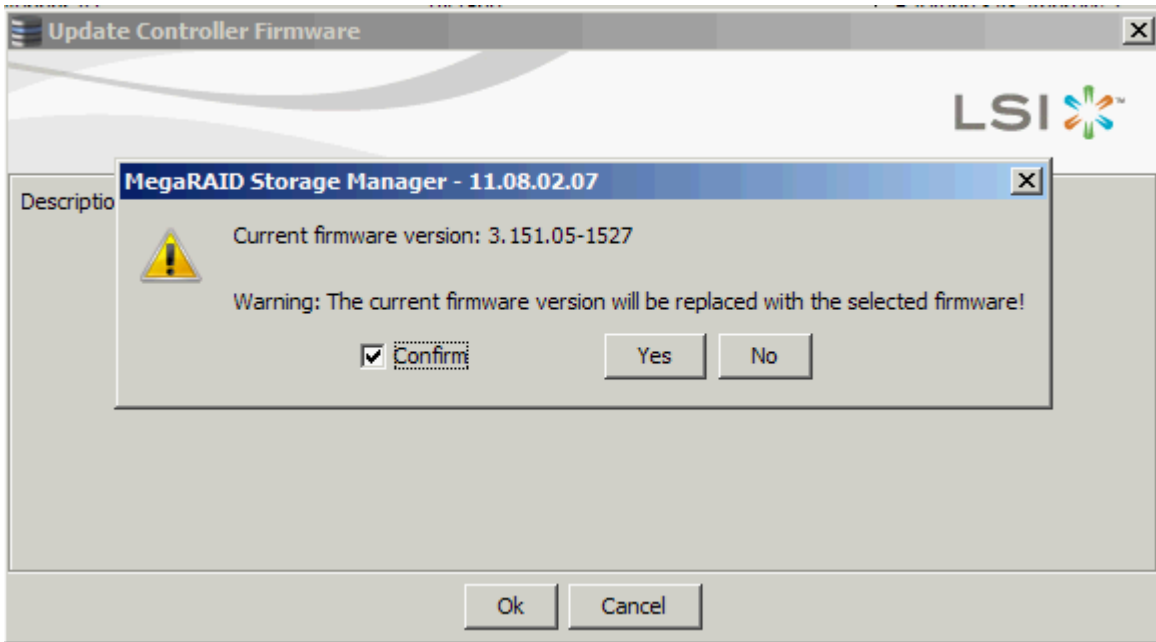 Update Controller Firmware
LSI
MegaRAID Storage Manager - 11.08.02.07
Descriptio
Current firmware version: 3.151.05-1527
Warning: The current firmware version will be replaced with the selected firmware!
Confirm Yes No
Ok Cancel